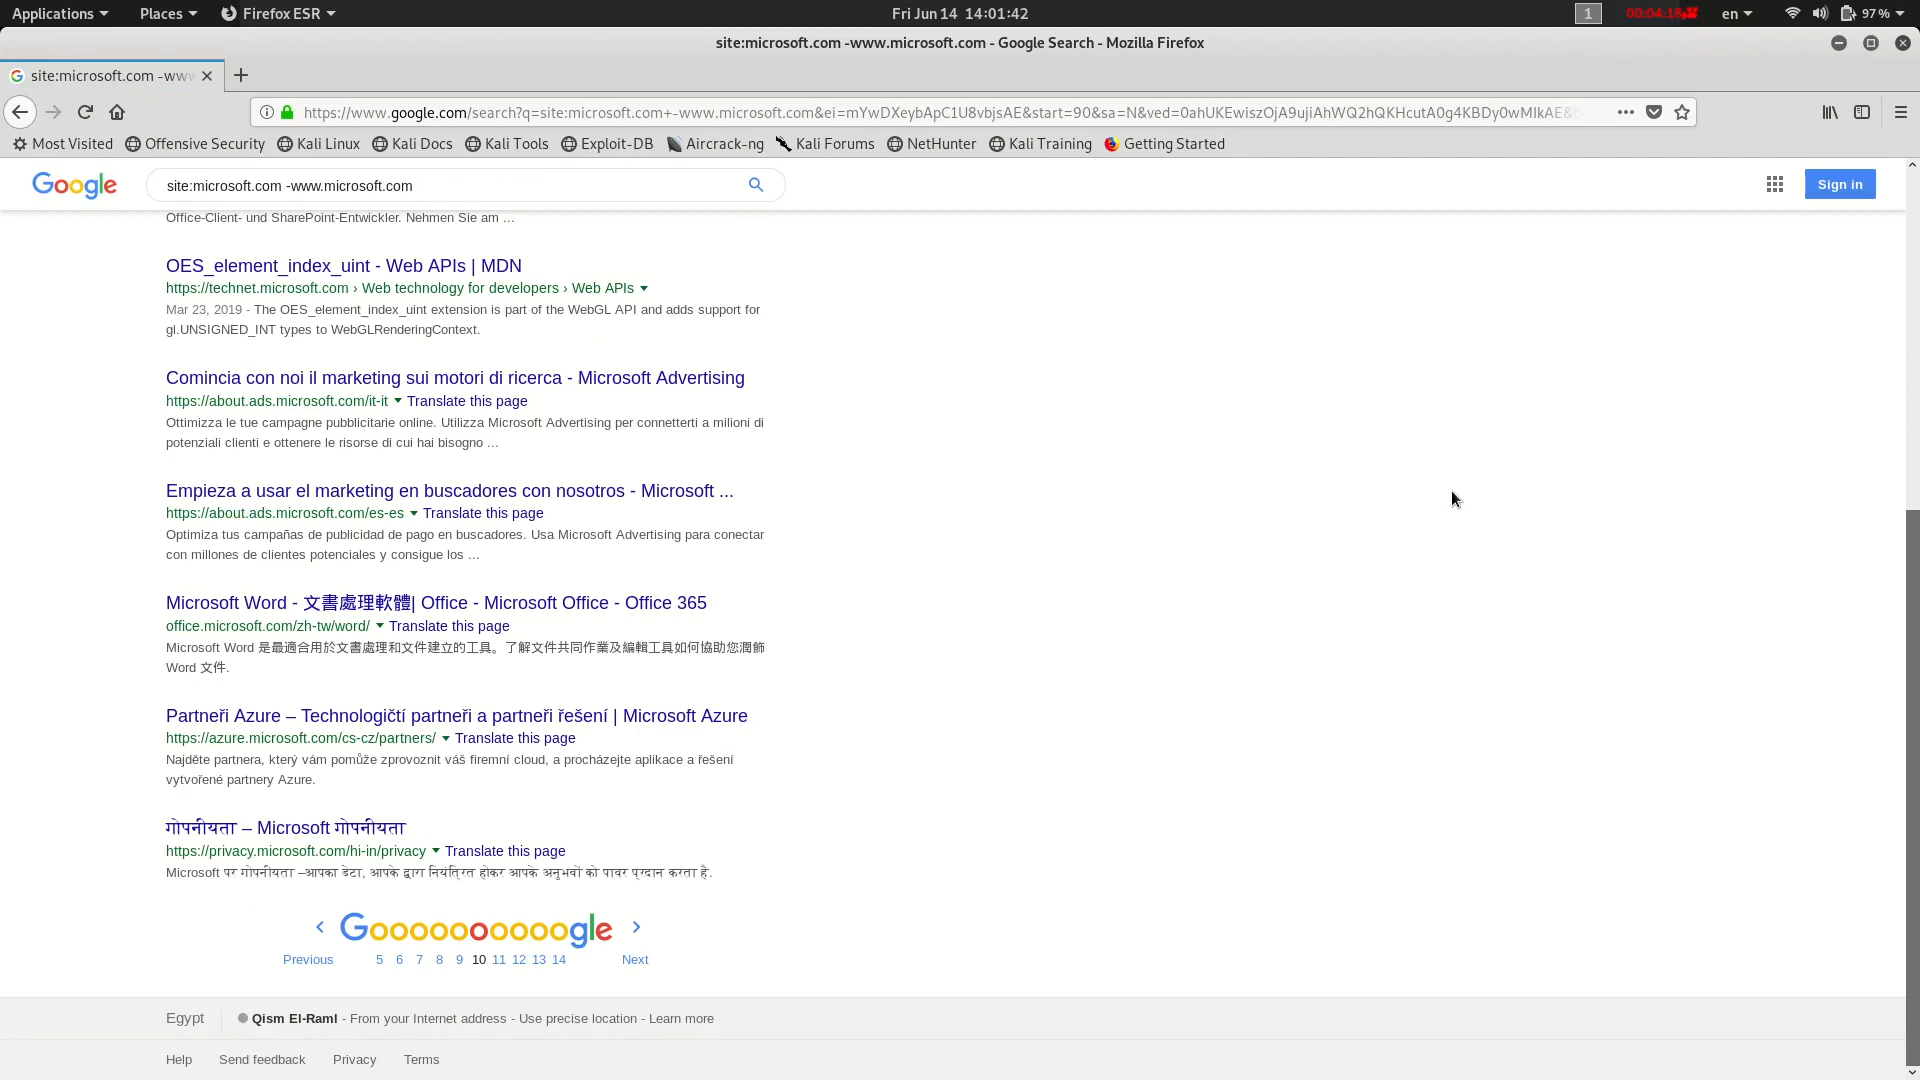 Applications Places Firefox ESR Fri Jun 14 14:01:42 1 00:04:18 en 97%
site:microsoft.com -www.microsoft.com - Google Search - Mozilla Firefox
site:microsoft.com -www
https://www.google.com/search?q=site:microsoft.com+-www.microsoft.com&ei=mYwDXeybApC1U8vbjsAE&start=90&sa=N&ved=0ahUKEwiszOjA9ujiAhWQ2hQKHcutA0g4KBDy0wMIkAE&
Most Visited Offensive Security Kali Linux Kali Docs Kali Tools Exploit-DB Aircrack-ng Kali Forums NetHunter Kali Training Getting Started
Google site:microsoft.com -www.microsoft.com Sign in
Office-Client- und SharePoint-Entwickler. Nehmen Sie am ...
OES_element_index_uint - Web APIs | MDN
https://technet.microsoft.com › Web technology for developers › Web APIs
Mar 23, 2019 - The OES_element_index_uint extension is part of the WebGL API and adds support for
gl.UNSIGNED_INT types to WebGLRenderingContext.
Comincia con noi il marketing sui motori di ricerca - Microsoft Advertising
https://about.ads.microsoft.com/it-it Translate this page
Ottimizza le tue campagne pubblicitarie online. Utilizza Microsoft Advertising per connetterti a milioni di
potenziali clienti e ottenere le risorse di cui hai bisogno ...
Empieza a usar el marketing en buscadores con nosotros - Microsoft ...
https://about.ads.microsoft.com/es-es Translate this page
Optimiza tus campañas de publicidad de pago en buscadores. Usa Microsoft Advertising para conectar
con millones de clientes potenciales y consigue los ...
Microsoft Word - 文書處理軟體| Office - Microsoft Office - Office 365
office.microsoft.com/zh-tw/word/ Translate this page
Microsoft Word 是最適合用於文書處理和文件建立的工具。了解文件共同作業及編輯工具如何協助您潤飾
Word 文件.
Partneři Azure – Technologičtí partneři a partneři řešení | Microsoft Azure
https://azure.microsoft.com/cs-cz/partners/ Translate this page
Najděte partnera, který vám pomůže zprovoznit váš firemní cloud, a procházejte aplikace a řešení
vytvořené partnery Azure.
गोपनीयता – Microsoft गोपनीयता
https://privacy.microsoft.com/hi-in/privacy Translate this page
Microsoft पर गोपनीयता –आपका डेटा, आपके द्वारा नियंत्रित होकर आपके अनुभवों को पावर प्रदान करता है.
Goooooooooogle
Previous 5 6 7 8 9 10 11 12 13 14 Next
Egypt Qism El-Raml - From your Internet address - Use precise location - Learn more
Help Send feedback Privacy Terms